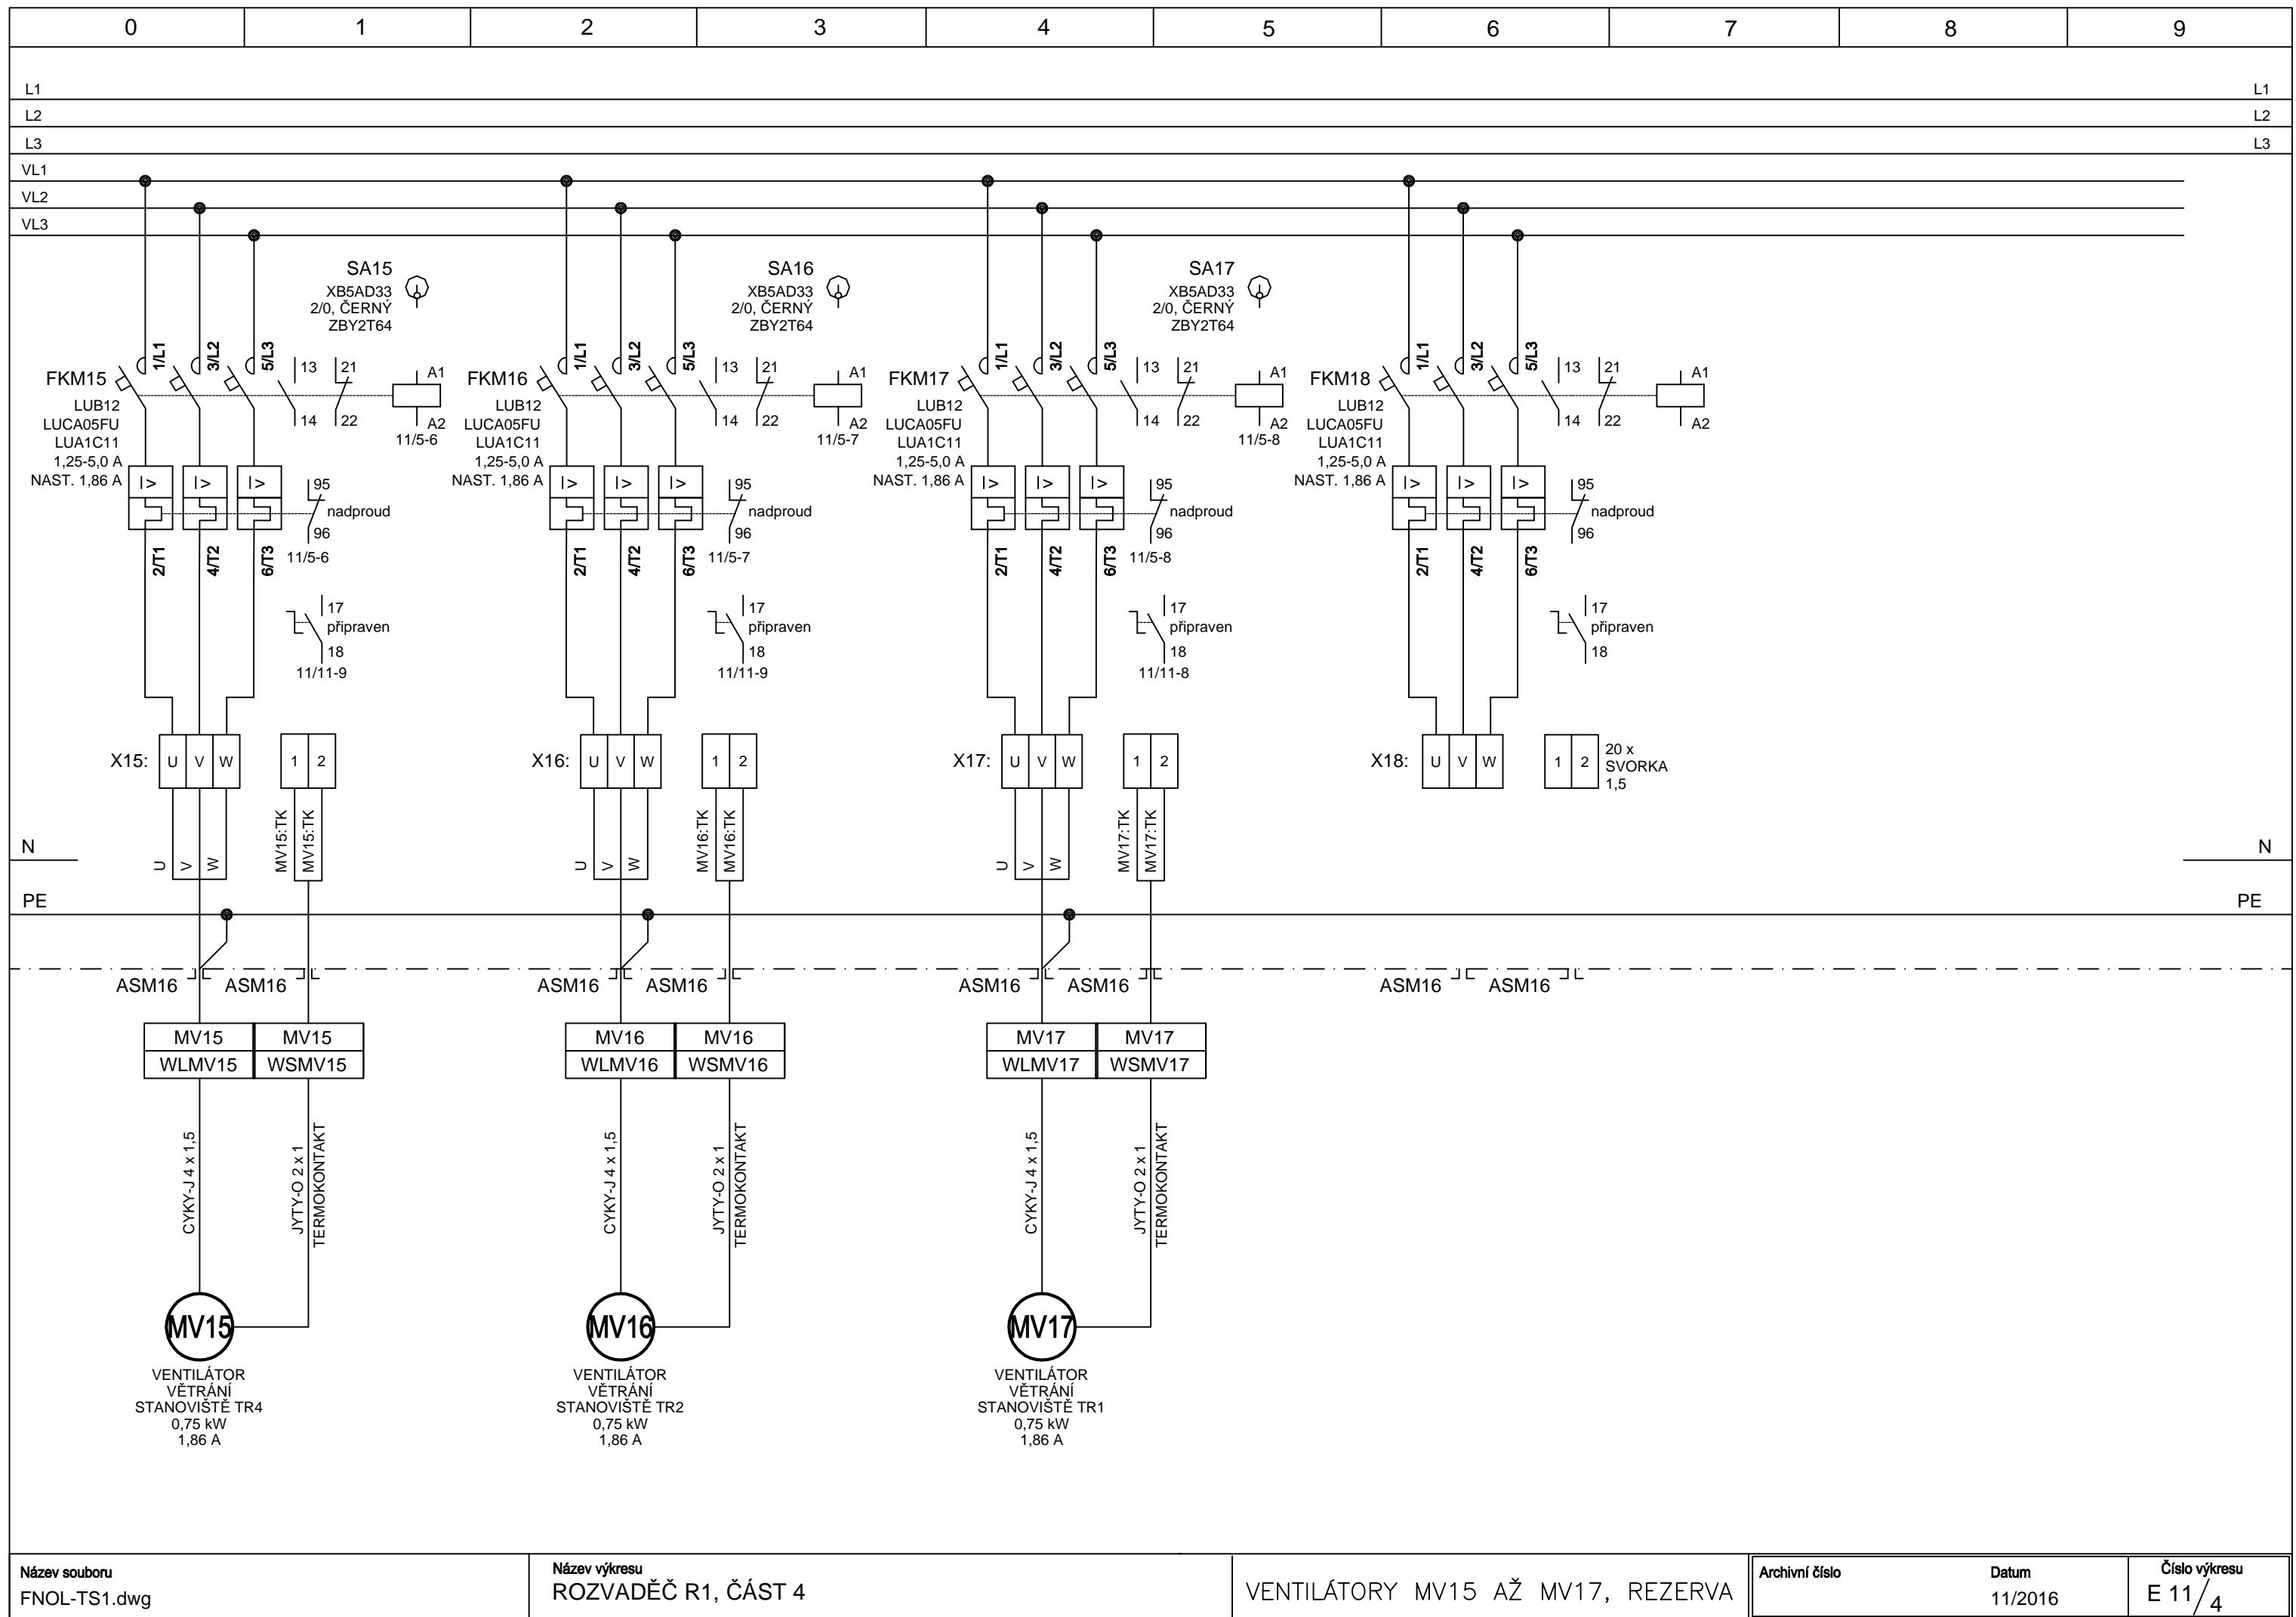 0 1 2 3 4 5 6 7 8 9
L1 L1
L2 L2
L3 L3
VL1
VL2
VL3
SA15
XB5AD33
2/0, ČERNÝ
ZBY2T64
FKM15
LUB12
LUCA05FU
LUA1C11
1,25-5,0 A
NAST. 1,86 A
1/L1 3/L2 5/L3
13 21 A1
14 22 A2
11/5-6
I> I> I>
95
nadproud
96
11/5-6
2/T1 4/T2 6/T3
17
připraven
18
11/11-9
X15: U V W 1 2
U V W MV15:TK MV15:TK
SA16
XB5AD33
2/0, ČERNÝ
ZBY2T64
FKM16
LUB12
LUCA05FU
LUA1C11
1,25-5,0 A
NAST. 1,86 A
1/L1 3/L2 5/L3
13 21 A1
14 22 A2
11/5-7
I> I> I>
95
nadproud
96
11/5-7
2/T1 4/T2 6/T3
17
připraven
18
11/11-9
X16: U V W 1 2
U V W MV16:TK MV16:TK
SA17
XB5AD33
2/0, ČERNÝ
ZBY2T64
FKM17
LUB12
LUCA05FU
LUA1C11
1,25-5,0 A
NAST. 1,86 A
1/L1 3/L2 5/L3
13 21 A1
14 22 A2
11/5-8
I> I> I>
95
nadproud
96
11/5-8
2/T1 4/T2 6/T3
17
připraven
18
11/11-8
X17: U V W 1 2
U V W MV17:TK MV17:TK
FKM18
LUB12
LUCA05FU
LUA1C11
1,25-5,0 A
NAST. 1,86 A
1/L1 3/L2 5/L3
13 21 A1
14 22 A2
I> I> I>
95
nadproud
96
2/T1 4/T2 6/T3
17
připraven
18
X18: U V W 1 2
20 x
SVORKA
1,5
N N
PE PE
ASM16 ASM16 ASM16 ASM16 ASM16 ASM16 ASM16 ASM16
MV15 MV15
WLMV15 WSMV15
CYKY-J 4 x 1,5
JYTY-O 2 x 1
TERMOKONTAKT
MV15
VENTILÁTOR
VĚTRÁNÍ
STANOVIŠTĚ TR4
0,75 kW
1,86 A
MV16 MV16
WLMV16 WSMV16
CYKY-J 4 x 1,5
JYTY-O 2 x 1
TERMOKONTAKT
MV16
VENTILÁTOR
VĚTRÁNÍ
STANOVIŠTĚ TR2
0,75 kW
1,86 A
MV17 MV17
WLMV17 WSMV17
CYKY-J 4 x 1,5
JYTY-O 2 x 1
TERMOKONTAKT
MV17
VENTILÁTOR
VĚTRÁNÍ
STANOVIŠTĚ TR1
0,75 kW
1,86 A
Název souboru
FNOL-TS1.dwg
Název výkresu
ROZVADĚČ R1, ČÁST 4
VENTILÁTORY MV15 AŽ MV17, REZERVA
Archivní číslo
Datum
11/2016
Číslo výkresu
E 11/4